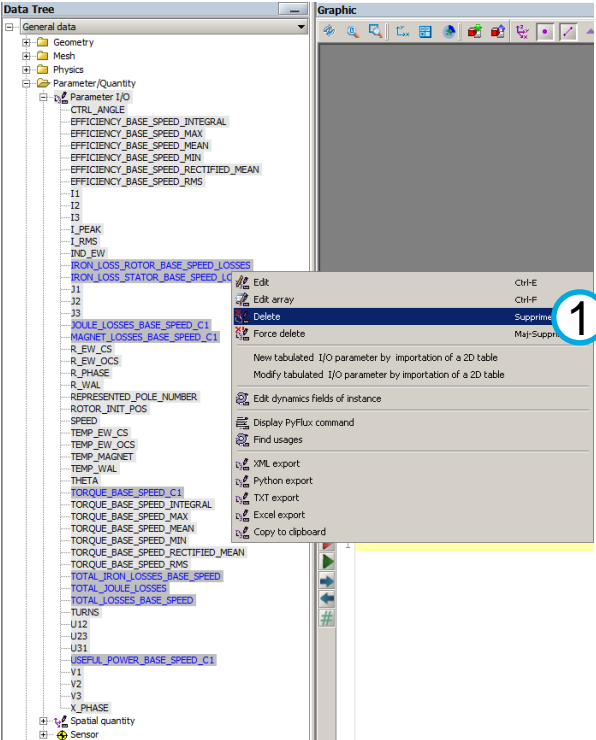 Data Tree
Graphic
General data
Geometry
Mesh
Physics
Parameter/Quantity
Parameter I/O
CTRL_ANGLE
EFFICIENCY_BASE_SPEED_INTEGRAL
EFFICIENCY_BASE_SPEED_MAX
EFFICIENCY_BASE_SPEED_MEAN
EFFICIENCY_BASE_SPEED_MIN
EFFICIENCY_BASE_SPEED_RECTIFIED_MEAN
EFFICIENCY_BASE_SPEED_RMS
I1
I2
I3
I_PEAK
I_RMS
IND_EW
IRON_LOSS_ROTOR_BASE_SPEED_LOSSES
IRON_LOSS_STATOR_BASE_SPEED_LO
J1
J2
J3
JOULE_LOSSES_BASE_SPEED_C1
MAGNET_LOSSES_BASE_SPEED_C1
R_EW_CS
R_EW_OCS
R_PHASE
R_WAL
REPRESENTED_POLE_NUMBER
ROTOR_INIT_POS
SPEED
TEMP_EW_CS
TEMP_EW_OCS
TEMP_MAGNET
TEMP_WAL
THETA
TORQUE_BASE_SPEED_C1
TORQUE_BASE_SPEED_INTEGRAL
TORQUE_BASE_SPEED_MAX
TORQUE_BASE_SPEED_MEAN
TORQUE_BASE_SPEED_MIN
TORQUE_BASE_SPEED_RECTIFIED_MEAN
TORQUE_BASE_SPEED_RMS
TOTAL_IRON_LOSSES_BASE_SPEED
TOTAL_JOULE_LOSSES
TOTAL_LOSSES_BASE_SPEED
TURNS
U12
U23
U31
USEFUL_POWER_BASE_SPEED_C1
V1
V2
V3
X_PHASE
Spatial quantity
Sensor
Edit Ctrl-E
Edit array Ctrl-F
Delete Supprime
Force delete Maj-Suppri
1
New tabulated I/O parameter by importation of a 2D table
Modify tabulated I/O parameter by importation of a 2D table
Edit dynamics fields of instance
Display PyFlux command
Find usages
XML export
Python export
TXT export
Excel export
Copy to clipboard
1
#